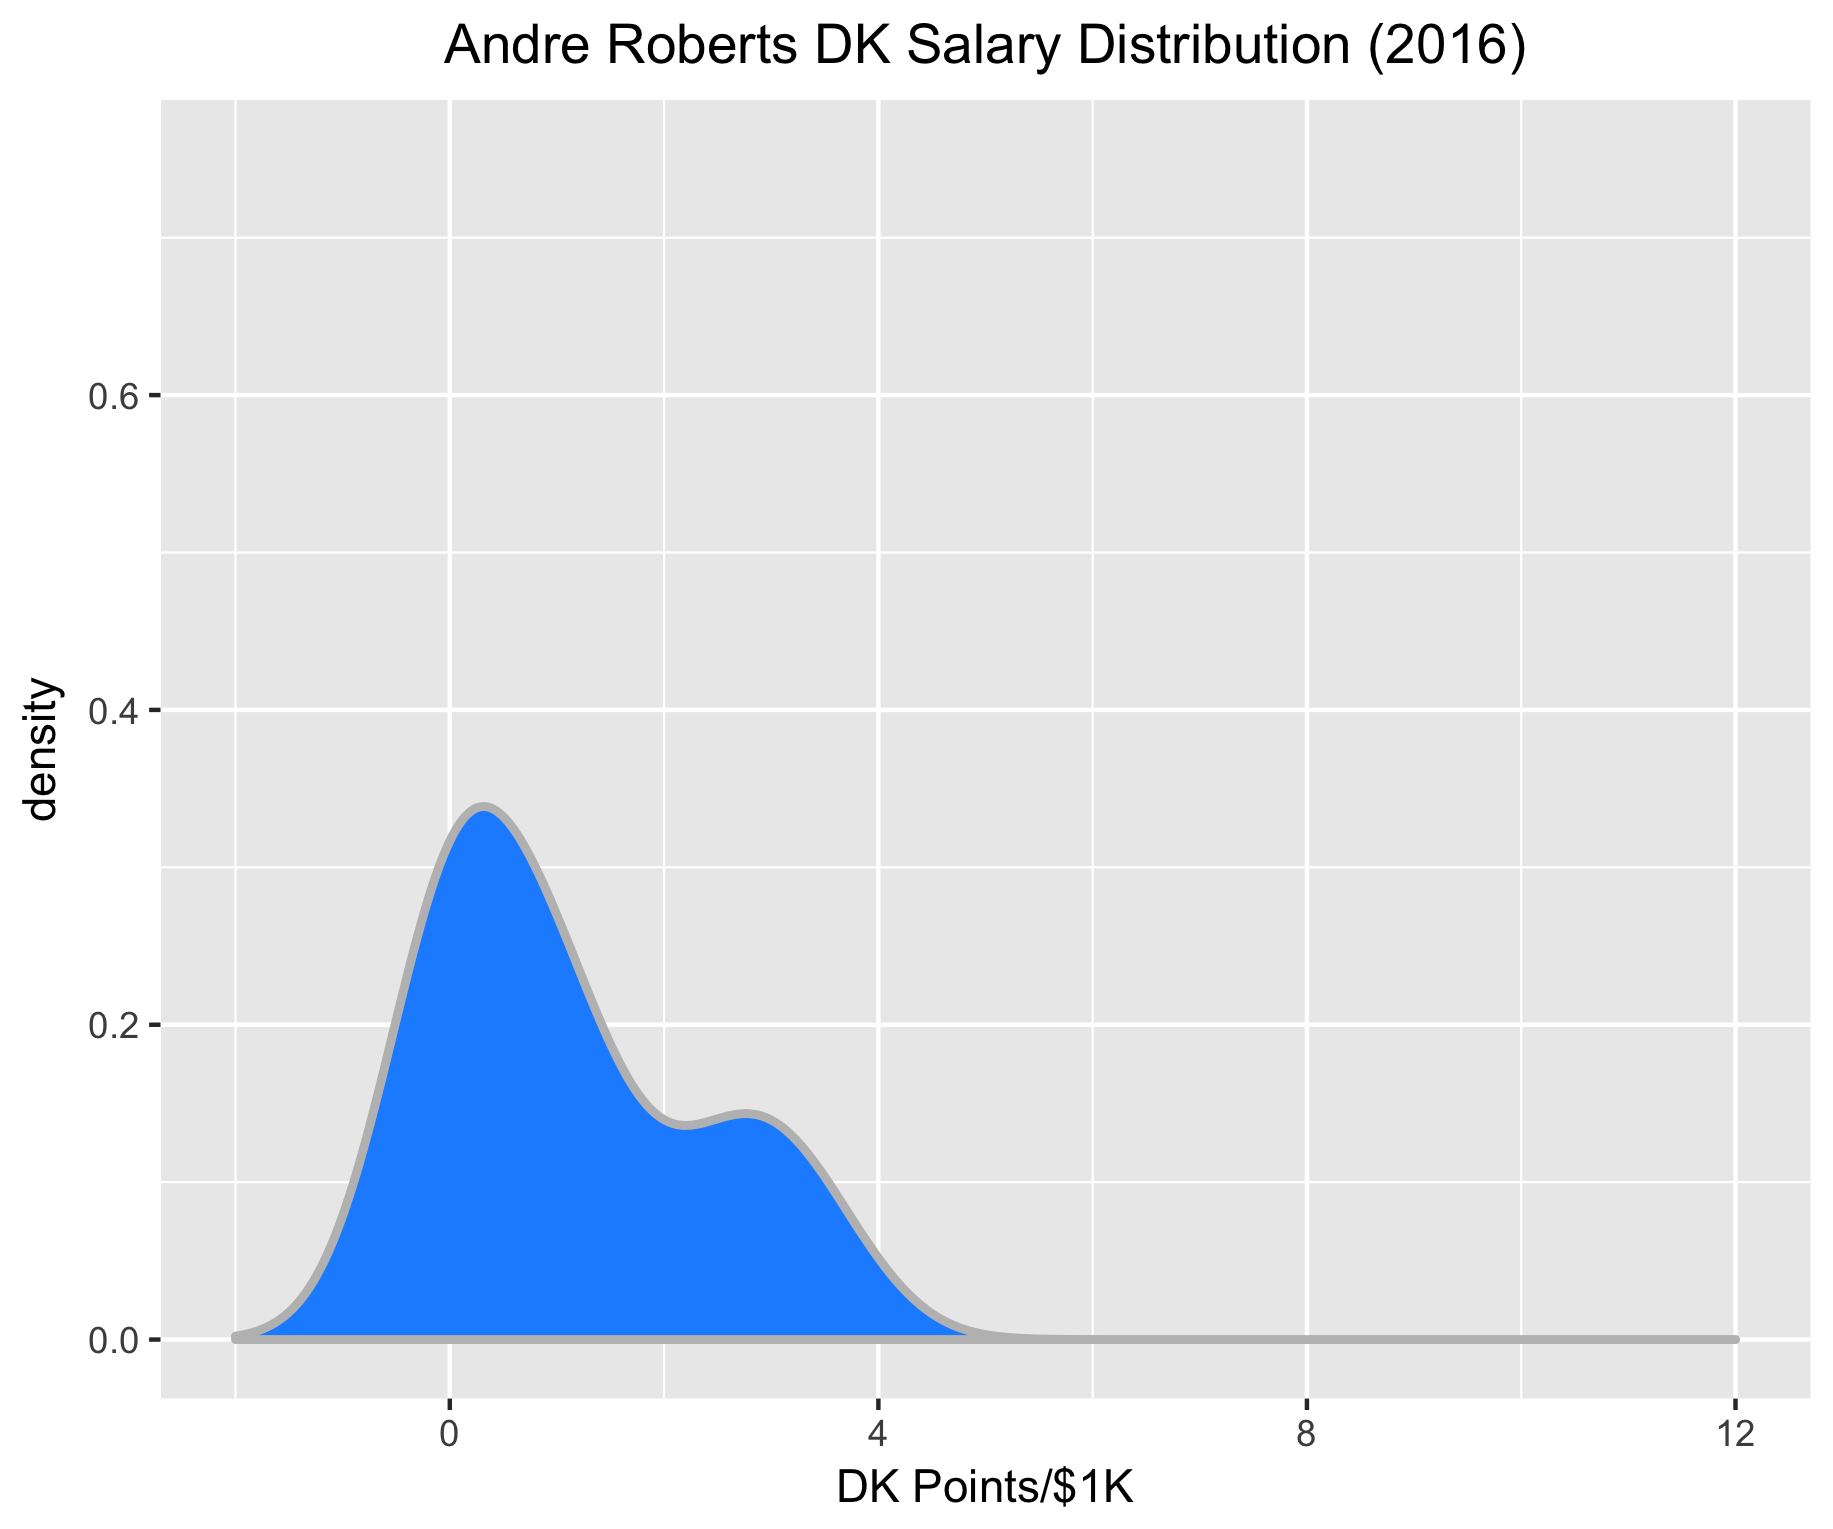 Andre Roberts DK Salary Distribution (2016)
density
0.6
0.4
0.2
0.0
0 4 8 12
DK Points/$1K